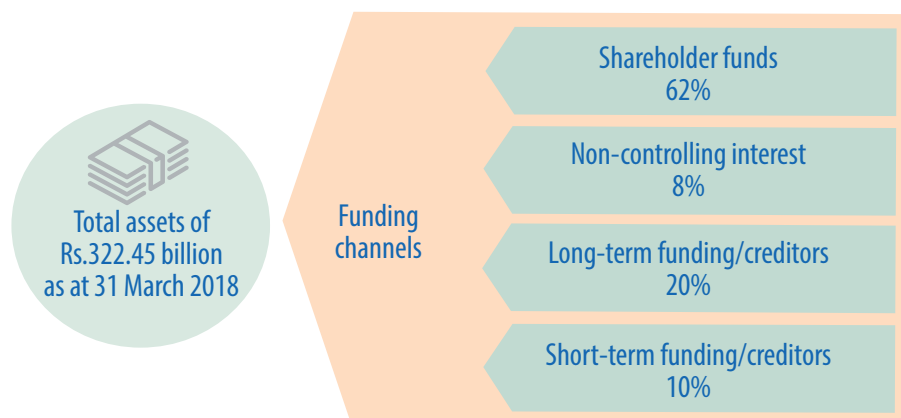 Total assets of
Rs.322.45 billion
as at 31 March 2018
Funding
channels
Shareholder funds
62%
Non-controlling interest
8%
Long-term funding/creditors
20%
Short-term funding/creditors
10%